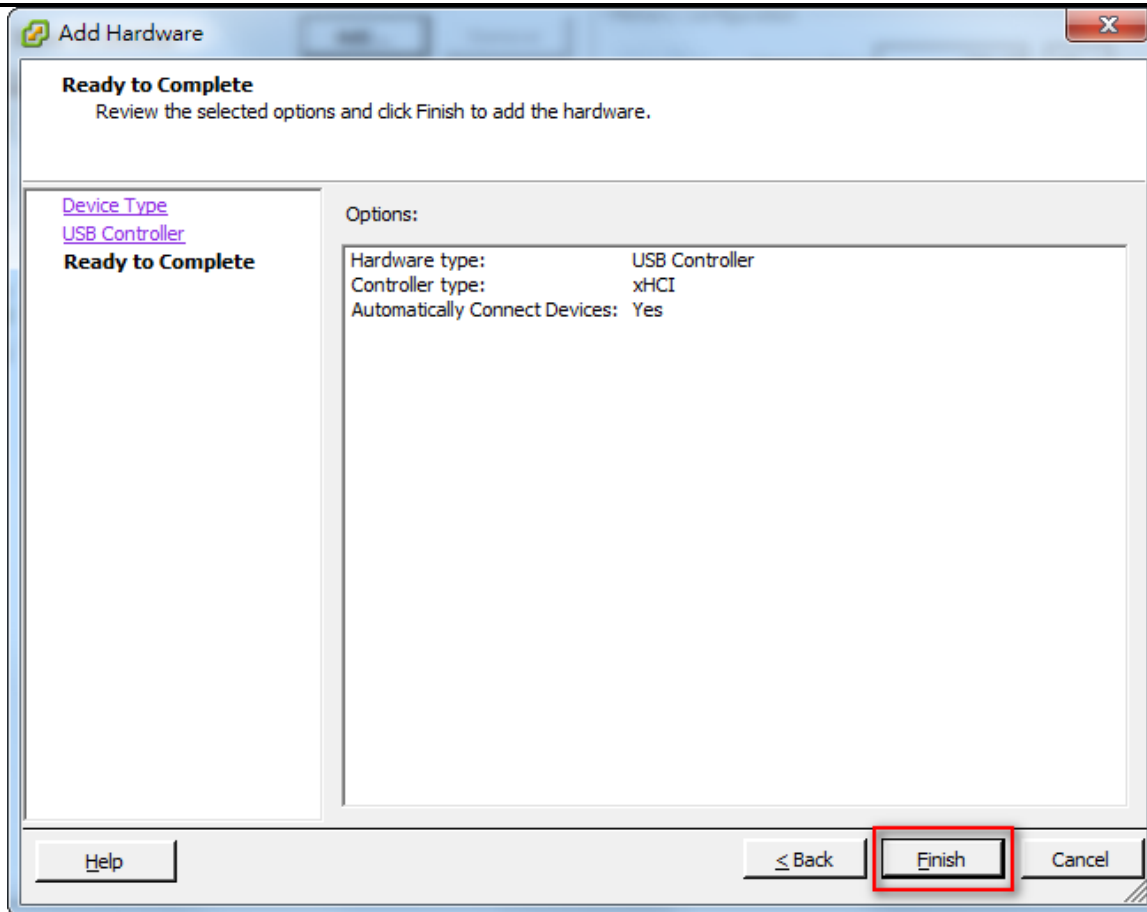 Add Hardware
Ready to Complete
Review the selected options and click Finish to add the hardware.
Device Type
USB Controller
Ready to Complete
Options:
Hardware type: USB Controller
Controller type: xHCI
Automatically Connect Devices: Yes
Help
< Back
Finish
Cancel